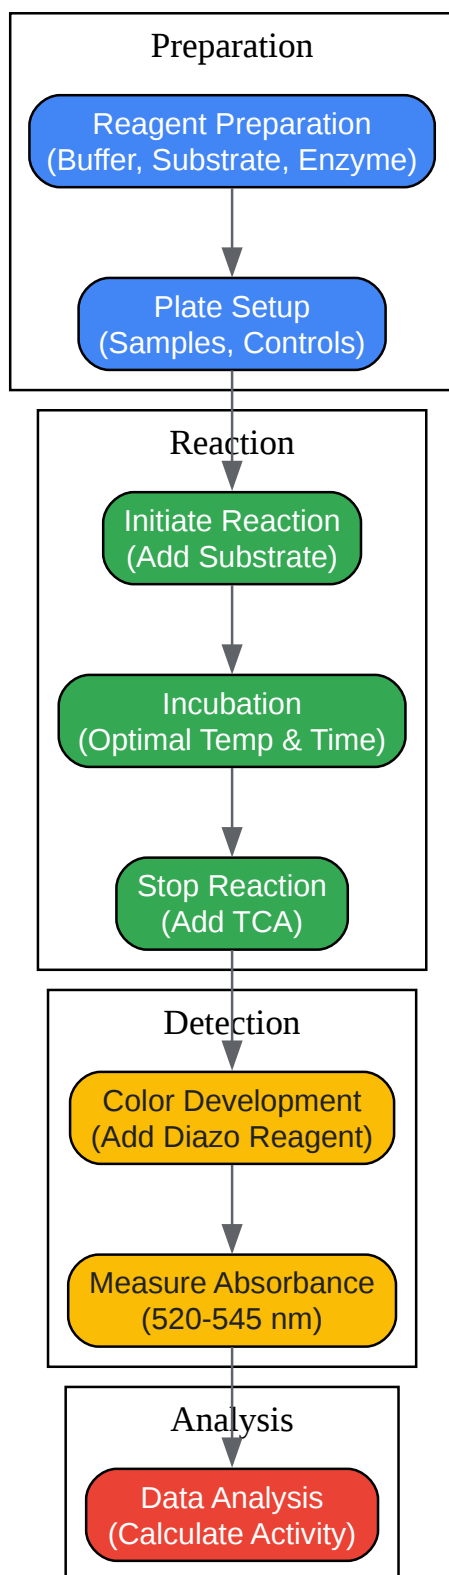 Preparation
Reagent Preparation
(Buffer, Substrate, Enzyme)
Plate Setup
(Samples, Controls)
Reaction
Initiate Reaction
(Add Substrate)
Incubation
(Optimal Temp & Time)
Stop Reaction
(Add TCA)
Detection
Color Development
(Add Diazo Reagent)
Measure Absorbance
(520-545 nm)
Analysis
Data Analysis
(Calculate Activity)